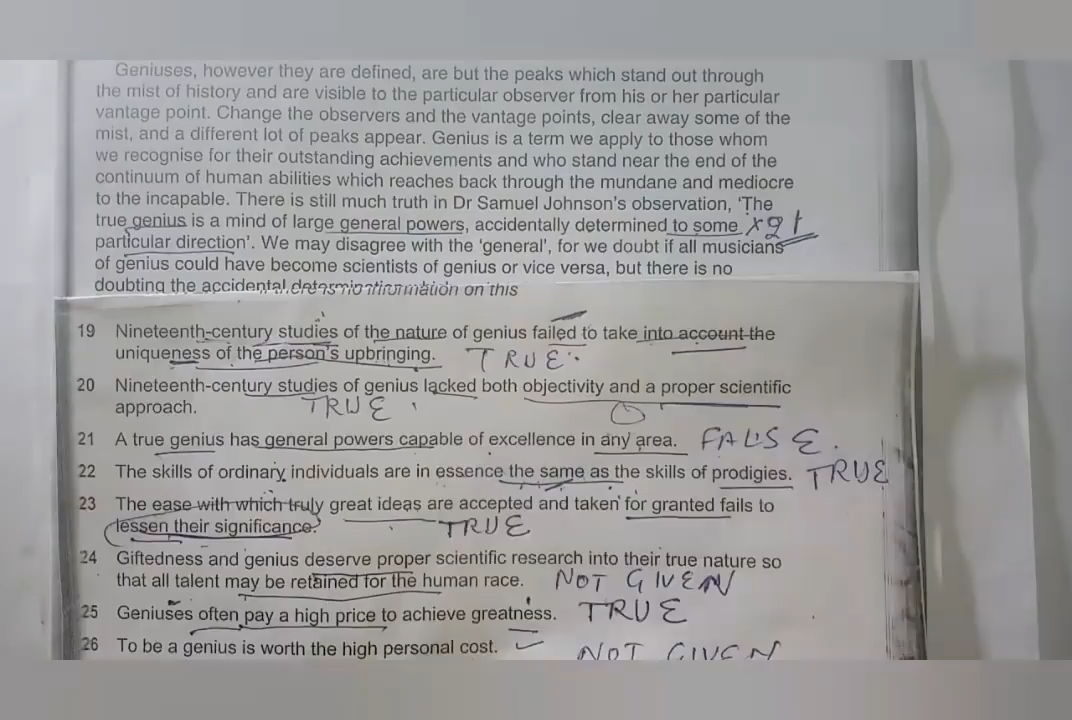 Geniuses, however they are defined, are but the peaks which stand out through
the mist of history and are visible to the particular observer from his or her particular
vantage point. Change the observers and the vantage points, clear away some of the
mist, and a different lot of peaks appear. Genius is a term we apply to those whom
we recognise for their outstanding achievements and who stand near the end of the
continuum of human abilities which reaches back through the mundane and mediocre
to the incapable. There is still much truth in Dr Samuel Johnson's observation, 'The
true genius is a mind of large general powers, accidentally determined to some x21
particular direction'. We may disagree with the 'general', for we doubt if all musicians
of genius could have become scientists of genius or vice versa, but there is no
doubting the accidental on this
19 Nineteenth-century studies of the nature of genius failed to take into account the
uniqueness of the person's upbringing. TRUE.
20 Nineteenth-century studies of genius lacked both objectivity and a proper scientific
approach. TRUE.
21 A true genius has general powers capable of excellence in any area. FALSE.
22 The skills of ordinary individuals are in essence the same as the skills of prodigies. TRUE
23 The ease with which truly great ideas are accepted and taken for granted fails to
lessen their significance. TRUE
24 Giftedness and genius deserve proper scientific research into their true nature so
that all talent may be retained for the human race. NOT GIVEN
25 Geniuses often pay a high price to achieve greatness. TRUE
26 To be a genius is worth the high personal cost. NOT GIVEN